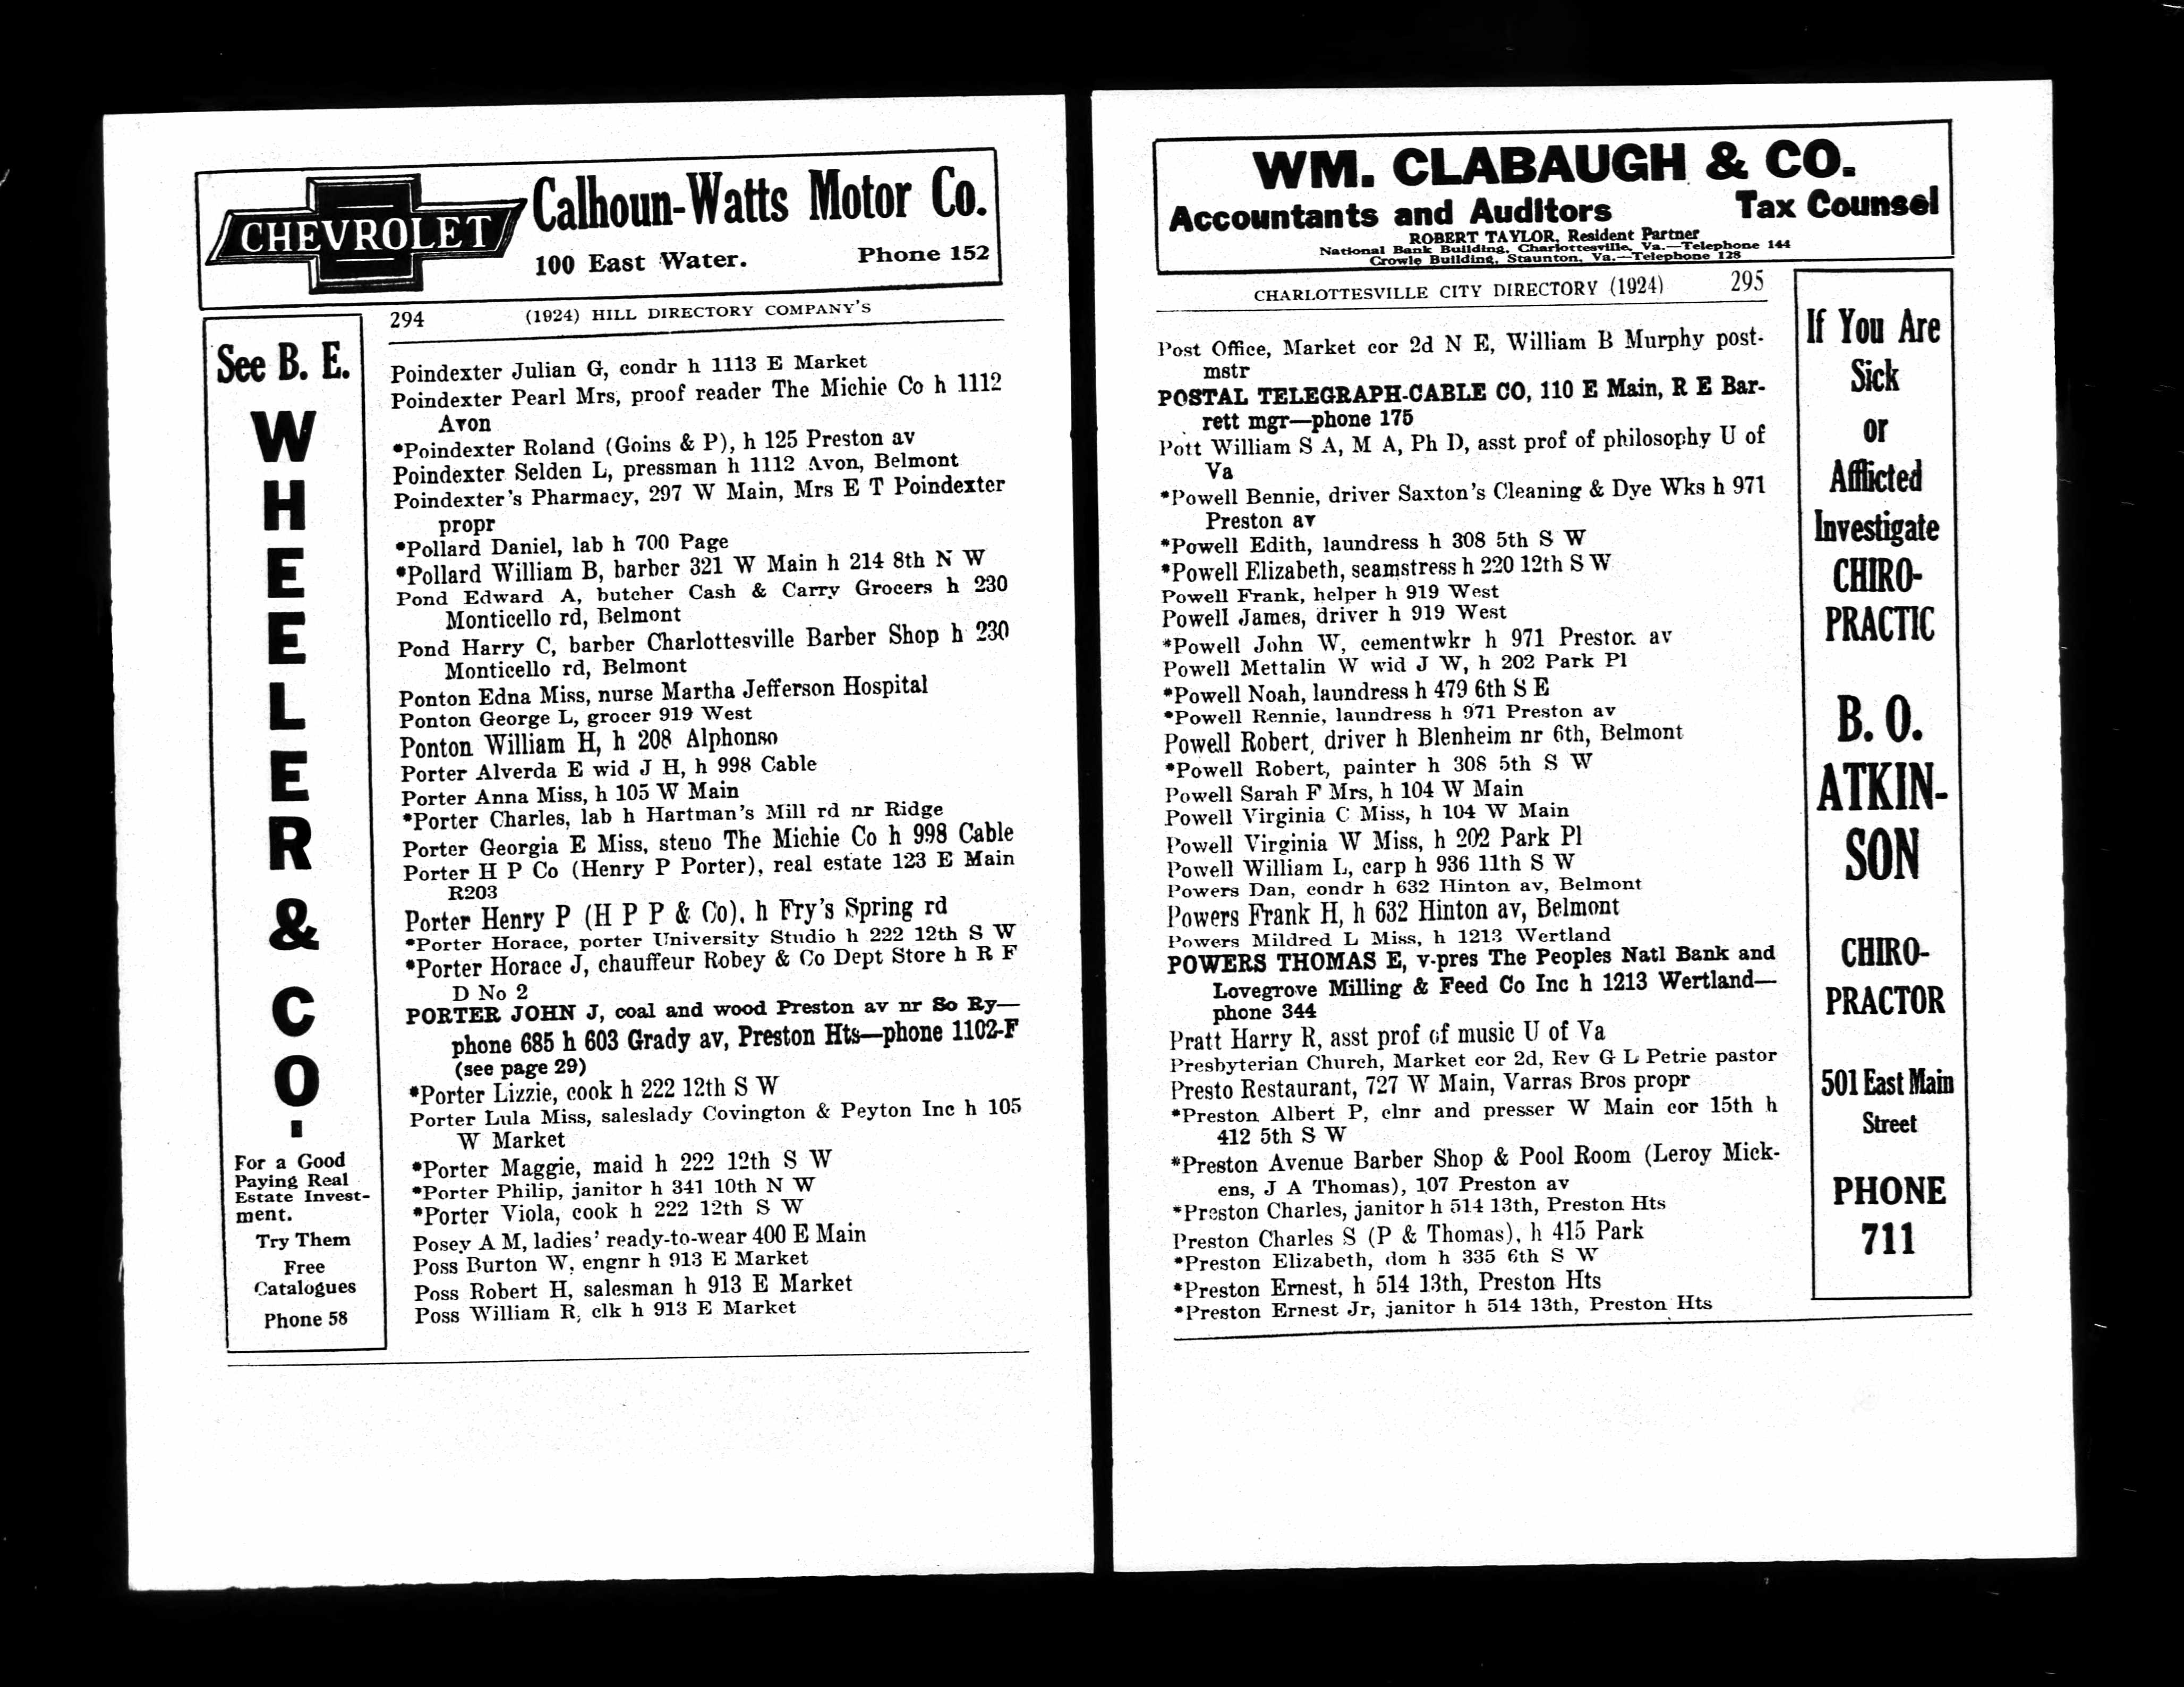 CHEVROLET
Calhoun-Watts Motor Co.
100 East Water. Phone 152
294 (1924) HILL DIRECTORY COMPANY'S
See B. E.
W
H
E
E
L
E
R
&
C
O
.
For a Good
Paying Real
Estate Invest-
ment.
Try Them
Free
Catalogues
Phone 58
Poindexter Julian G, condr h 1113 E Market
Poindexter Pearl Mrs, proof reader The Michie Co h 1112
Avon
*Poindexter Roland (Goins & P), h 125 Preston av
Poindexter Selden L, pressman h 1112 Avon, Belmont
Poindexter's Pharmacy, 297 W Main, Mrs E T Poindexter
propr
*Pollard Daniel, lab h 700 Page
*Pollard William B, barber 321 W Main h 214 8th N W
Pond Edward A, butcher Cash & Carry Grocers h 230
Monticello rd, Belmont
Pond Harry C, barber Charlottesville Barber Shop h 230
Monticello rd, Belmont
Ponton Edna Miss, nurse Martha Jefferson Hospital
Ponton George L, grocer 919 West
Ponton William H, h 208 Alphonso
Porter Alverda E wid J H, h 998 Cable
Porter Anna Miss, h 105 W Main
*Porter Charles, lab h Hartman's Mill rd nr Ridge
Porter Georgia E Miss, steno The Michie Co h 998 Cable
Porter H P Co (Henry P Porter), real estate 123 E Main
R203
Porter Henry P (H P P & Co), h Fry's Spring rd
*Porter Horace, porter University Studio h 222 12th S W
*Porter Horace J, chauffeur Robey & Co Dept Store h R F
D No 2
PORTER JOHN J, coal and wood Preston av nr So Ry—
phone 685 h 603 Grady av, Preston Hts—phone 1102-F
(see page 29)
*Porter Lizzie, cook h 222 12th S W
Porter Lula Miss, saleslady Covington & Peyton Inc h 105
W Market
*Porter Maggie, maid h 222 12th S W
*Porter Philip, janitor h 341 10th N W
*Porter Viola, cook h 222 12th S W
Posey A M, ladies' ready-to-wear 400 E Main
Poss Burton W, engnr h 913 E Market
Poss Robert H, salesman h 913 E Market
Poss William R, clk h 913 E Market
WM. CLABAUGH & CO.
Accountants and Auditors Tax Counsel
ROBERT TAYLOR, Resident Partner
National Bank Building, Charlottesville, Va.—Telephone 144
Crowle Building, Staunton, Va.—Telephone 128
CHARLOTTESVILLE CITY DIRECTORY (1924) 295
Post Office, Market cor 2d N E, William B Murphy post-
mstr
POSTAL TELEGRAPH-CABLE CO, 110 E Main, R E Bar-
rett mgr—phone 175
Pott William S A, M A, Ph D, asst prof of philosophy U of
Va
*Powell Bennie, driver Saxton's Cleaning & Dye Wks h 971
Preston av
*Powell Edith, laundress h 308 5th S W
*Powell Elizabeth, seamstress h 220 12th S W
Powell Frank, helper h 919 West
Powell James, driver h 919 West
*Powell John W, cementwkr h 971 Preston av
Powell Mettalin W wid J W, h 202 Park Pl
*Powell Noah, laundress h 479 6th S E
*Powell Rennie, laundress h 971 Preston av
Powell Robert, driver h Blenheim nr 6th, Belmont
*Powell Robert, painter h 308 5th S W
Powell Sarah F Mrs, h 104 W Main
Powell Virginia C Miss, h 104 W Main
Powell Virginia W Miss, h 202 Park Pl
Powell William L, carp h 936 11th S W
Powers Dan, condr h 632 Hinton av, Belmont
Powers Frank H, h 632 Hinton av, Belmont
Powers Mildred L Miss, h 1213 Wertland
POWERS THOMAS E, v-pres The Peoples Natl Bank and
Lovegrove Milling & Feed Co Inc h 1213 Wertland—
phone 344
Pratt Harry R, asst prof of music U of Va
Presbyterian Church, Market cor 2d, Rev G L Petrie pastor
Presto Restaurant, 727 W Main, Varras Bros propr
*Preston Albert P, clnr and presser W Main cor 15th h
412 5th S W
*Preston Avenue Barber Shop & Pool Room (Leroy Mick-
ens, J A Thomas), 107 Preston av
*Preston Charles, janitor h 514 13th, Preston Hts
Preston Charles S (P & Thomas), h 415 Park
*Preston Elizabeth, dom h 335 6th S W
*Preston Ernest, h 514 13th, Preston Hts
*Preston Ernest Jr, janitor h 514 13th, Preston Hts
If You Are
Sick
or
Afflicted
Investigate
CHIRO-
PRACTIC
B. O.
ATKIN-
SON
CHIRO-
PRACTOR
501 East Main
Street
PHONE
711